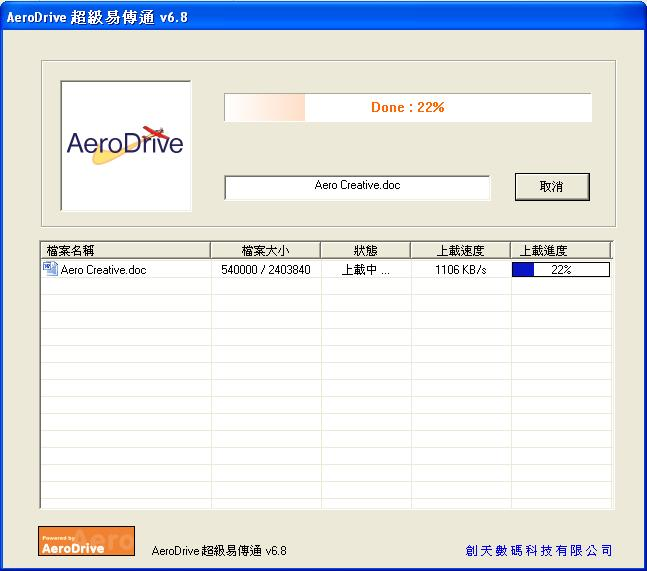 AeroDrive 超級易傳通 v6.8
AeroDrive
Done : 22%
Aero Creative.doc
取消
檔案名稱 檔案大小 狀態 上載速度 上載進度
Aero Creative.doc 540000 / 2403840 上載中 ... 1106 KB/s 22%
Powered by
AeroDrive
AeroDrive 超級易傳通 v6.8
創天數碼科技有限公司